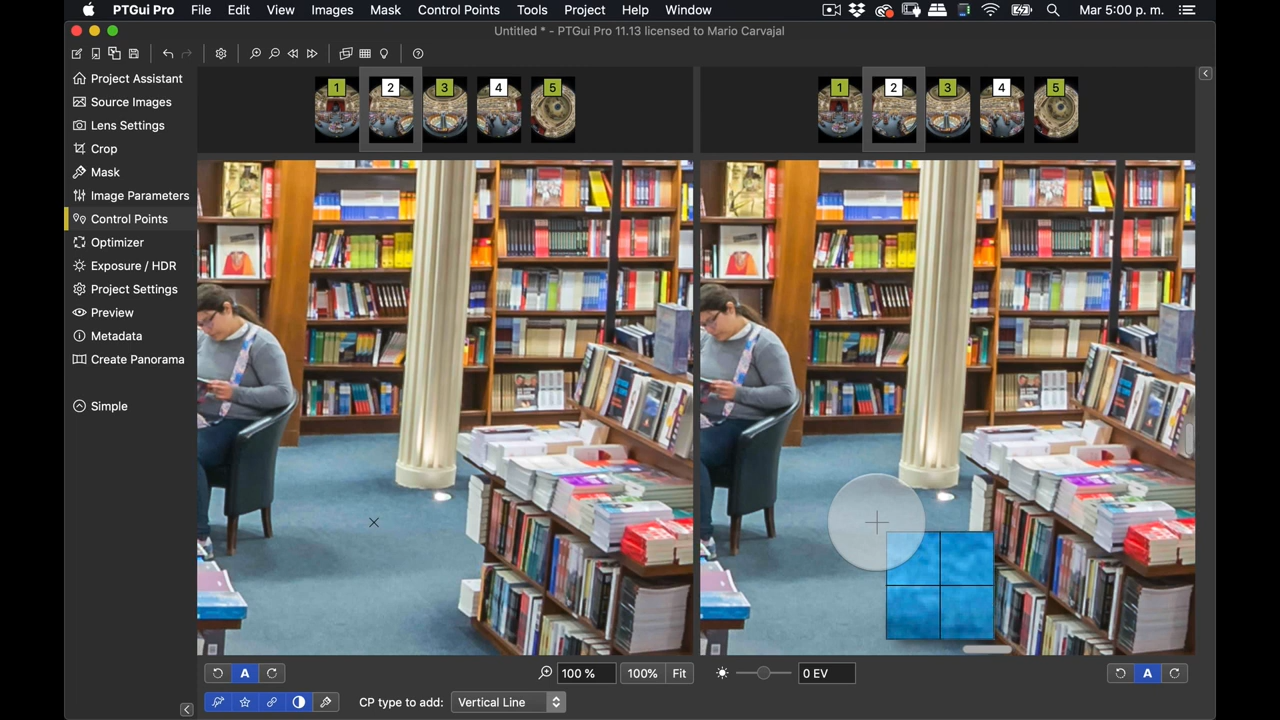 PTGui Pro File Edit View Images Mask Control Points Tools Project Help Window Mar 5:00 p. m.
Untitled * - PTGui Pro 11.13 licensed to Mario Carvajal
Project Assistant
Source Images
Lens Settings
Crop
Mask
Image Parameters
Control Points
Optimizer
Exposure / HDR
Project Settings
Preview
Metadata
Create Panorama
Simple
1 2 3 4 5
1 2 3 4 5
A
100 %
100%
Fit
0 EV
A
CP type to add:
Vertical Line